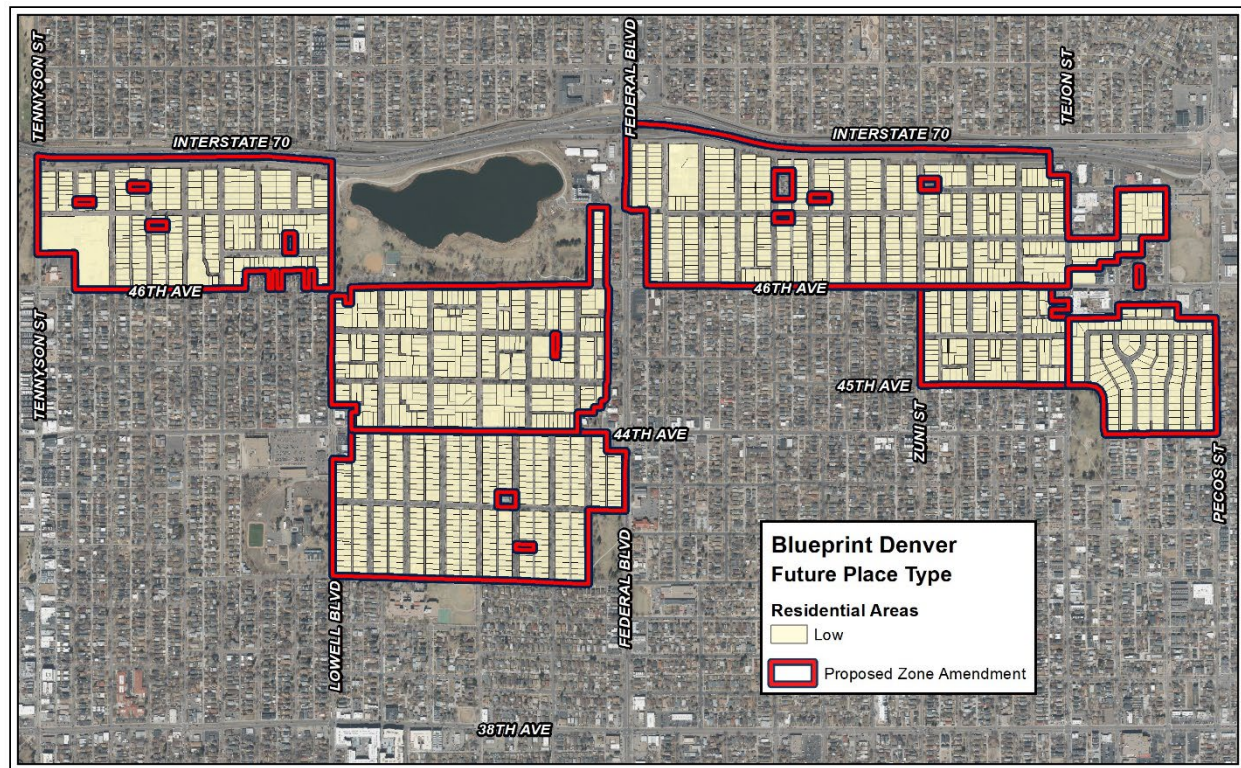 TENNYSON ST
FEDERAL BLVD
TEJON ST
INTERSTATE 70
INTERSTATE 70
46TH AVE
46TH AVE
TENNYSON ST
45TH AVE
ZUNI ST
44TH AVE
PECOS ST
LOWELL BLVD
FEDERAL BLVD
38TH AVE
Blueprint Denver
Future Place Type
Residential Areas
Low
Proposed Zone Amendment